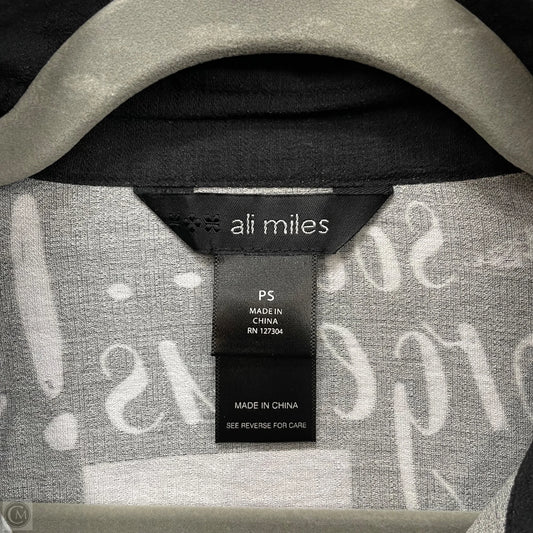 ali miles
PS
MADE IN
CHINA
RN 127304
MADE IN CHINA
SEE REVERSE FOR CARE